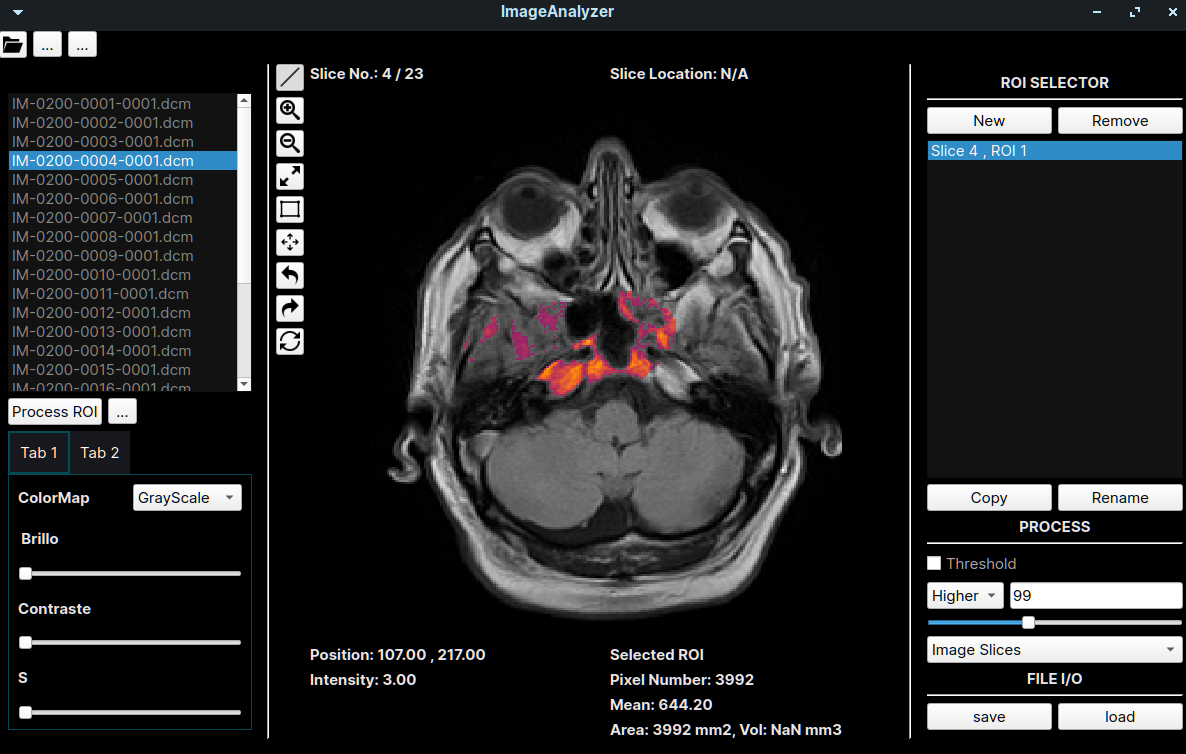 ImageAnalyzer
...
...
IM-0200-0001-0001.dcm
IM-0200-0002-0001.dcm
IM-0200-0003-0001.dcm
IM-0200-0004-0001.dcm
IM-0200-0005-0001.dcm
IM-0200-0006-0001.dcm
IM-0200-0007-0001.dcm
IM-0200-0008-0001.dcm
IM-0200-0009-0001.dcm
IM-0200-0010-0001.dcm
IM-0200-0011-0001.dcm
IM-0200-0012-0001.dcm
IM-0200-0013-0001.dcm
IM-0200-0014-0001.dcm
IM-0200-0015-0001.dcm
IM-0200-0016-0001.dcm
Process ROI
...
Tab 1
Tab 2
ColorMap
GrayScale
Brillo
Contraste
S
Slice No.: 4 / 23
Slice Location: N/A
Position: 107.00 , 217.00
Intensity: 3.00
Selected ROI
Pixel Number: 3992
Mean: 644.20
Area: 3992 mm2, Vol: NaN mm3
ROI SELECTOR
New
Remove
Slice 4 , ROI 1
Copy
Rename
PROCESS
Threshold
Higher
99
Image Slices
FILE I/O
save
load